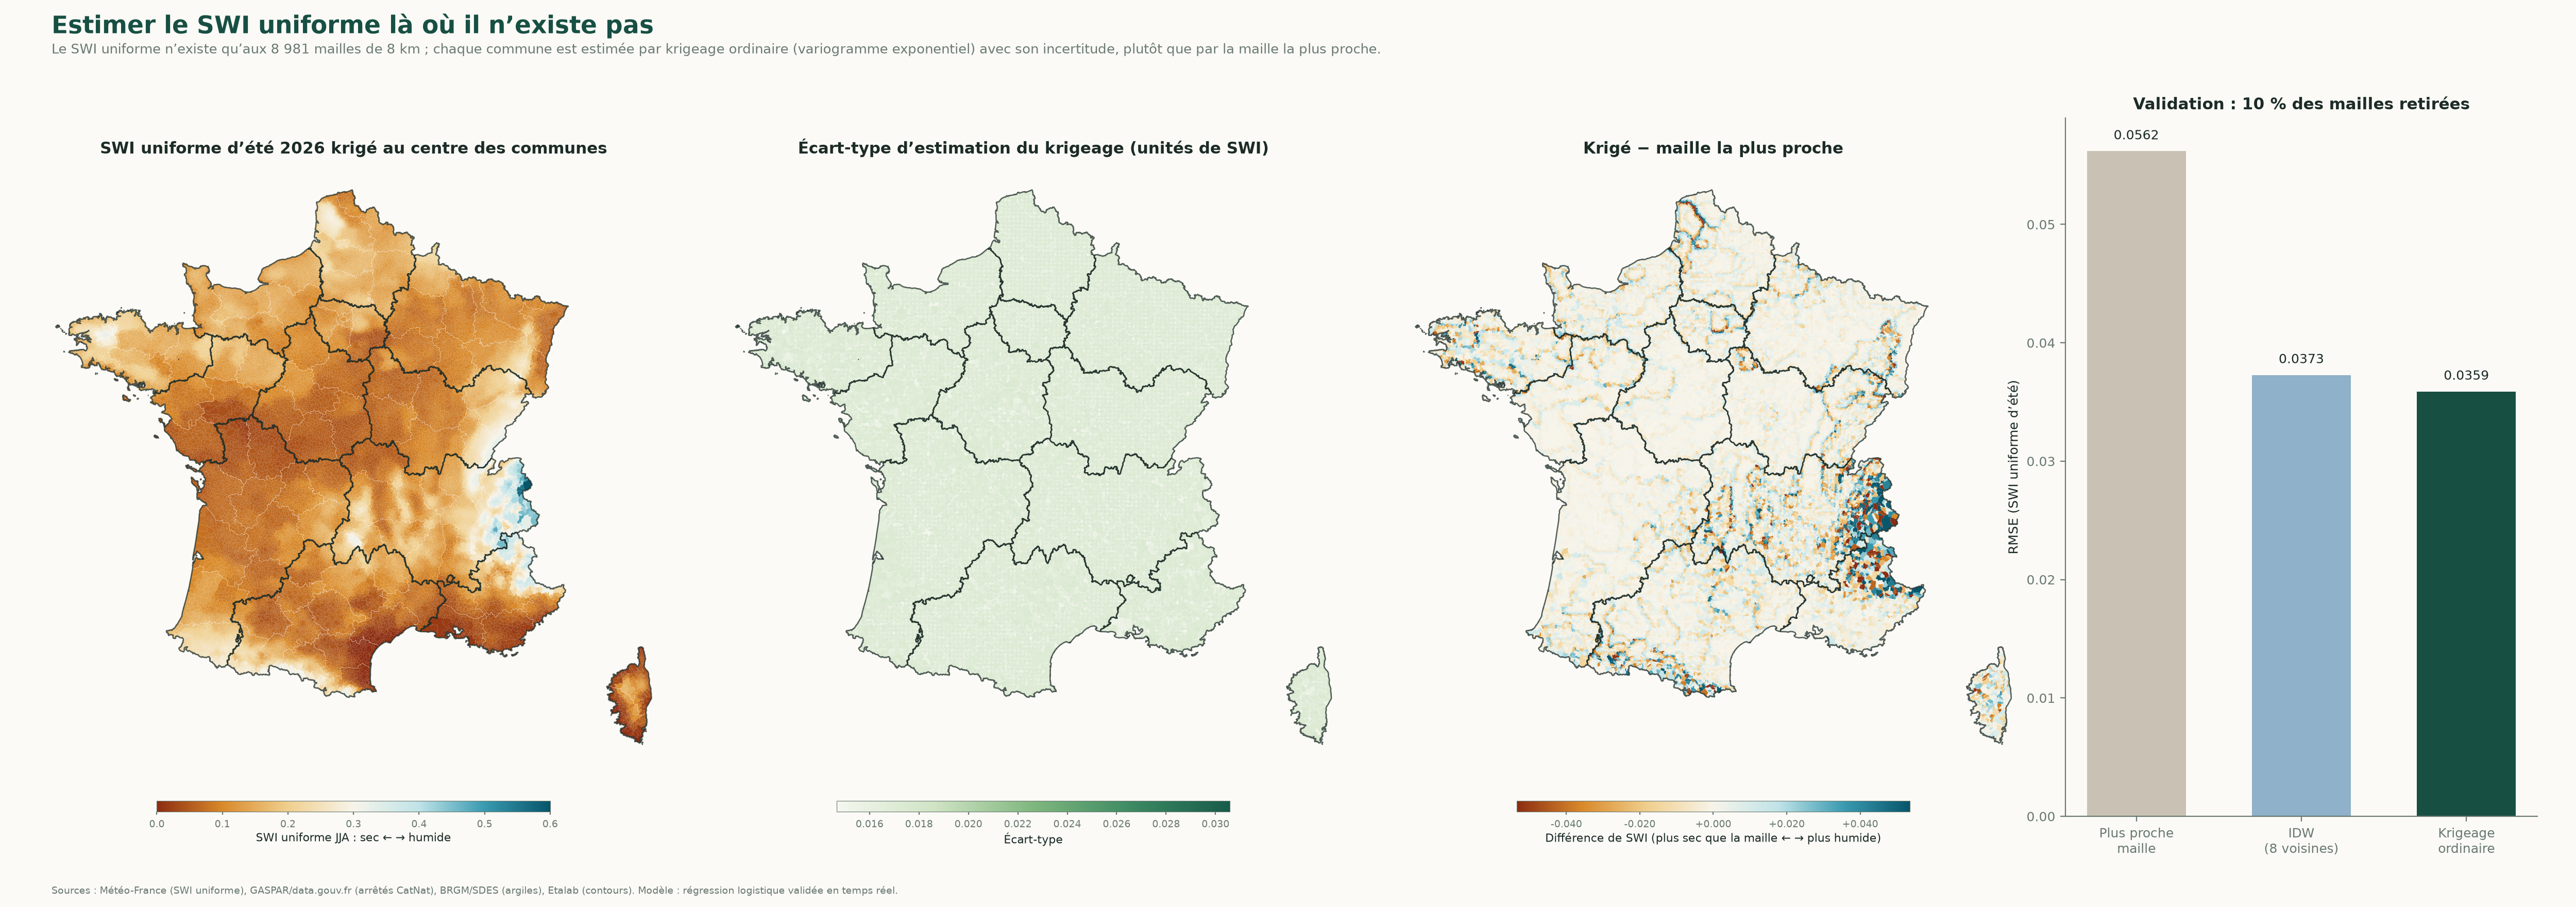 Estimer le SWI uniforme là où il n’existe pas
Le SWI uniforme n’existe qu’aux 8 981 mailles de 8 km ; chaque commune est estimée par krigeage ordinaire (variogramme exponentiel) avec son incertitude, plutôt que par la maille la plus proche.
SWI uniforme d’été 2026 krigé au centre des communes
0.0 0.1 0.2 0.3 0.4 0.5 0.6
SWI uniforme JJA : sec ← → humide
Écart-type d’estimation du krigeage (unités de SWI)
0.016 0.018 0.020 0.022 0.024 0.026 0.028 0.030
Écart-type
Krigé − maille la plus proche
-0.040 -0.020 +0.000 +0.020 +0.040
Différence de SWI (plus sec que la maille ← → plus humide)
Validation : 10 % des mailles retirées
RMSE (SWI uniforme d’été)
0.05
0.04
0.03
0.02
0.01
0.00
0.0562
0.0373
0.0359
Plus proche
maille
IDW
(8 voisines)
Krigeage
ordinaire
Sources : Météo-France (SWI uniforme), GASPAR/data.gouv.fr (arrêtés CatNat), BRGM/SDES (argiles), Etalab (contours). Modèle : régression logistique validée en temps réel.